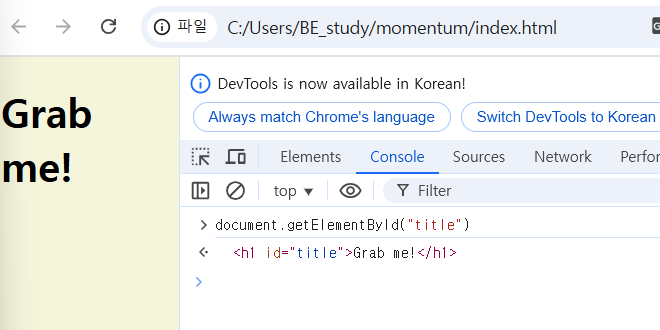 파일 C:/Users/BE_study/momentum/index.html
Grab
me!
DevTools is now available in Korean!
Always match Chrome's language Switch DevTools to Korean
Elements Console Sources Network Perfor
top Filter
document.getElementById("title")
<h1 id="title">Grab me!</h1>